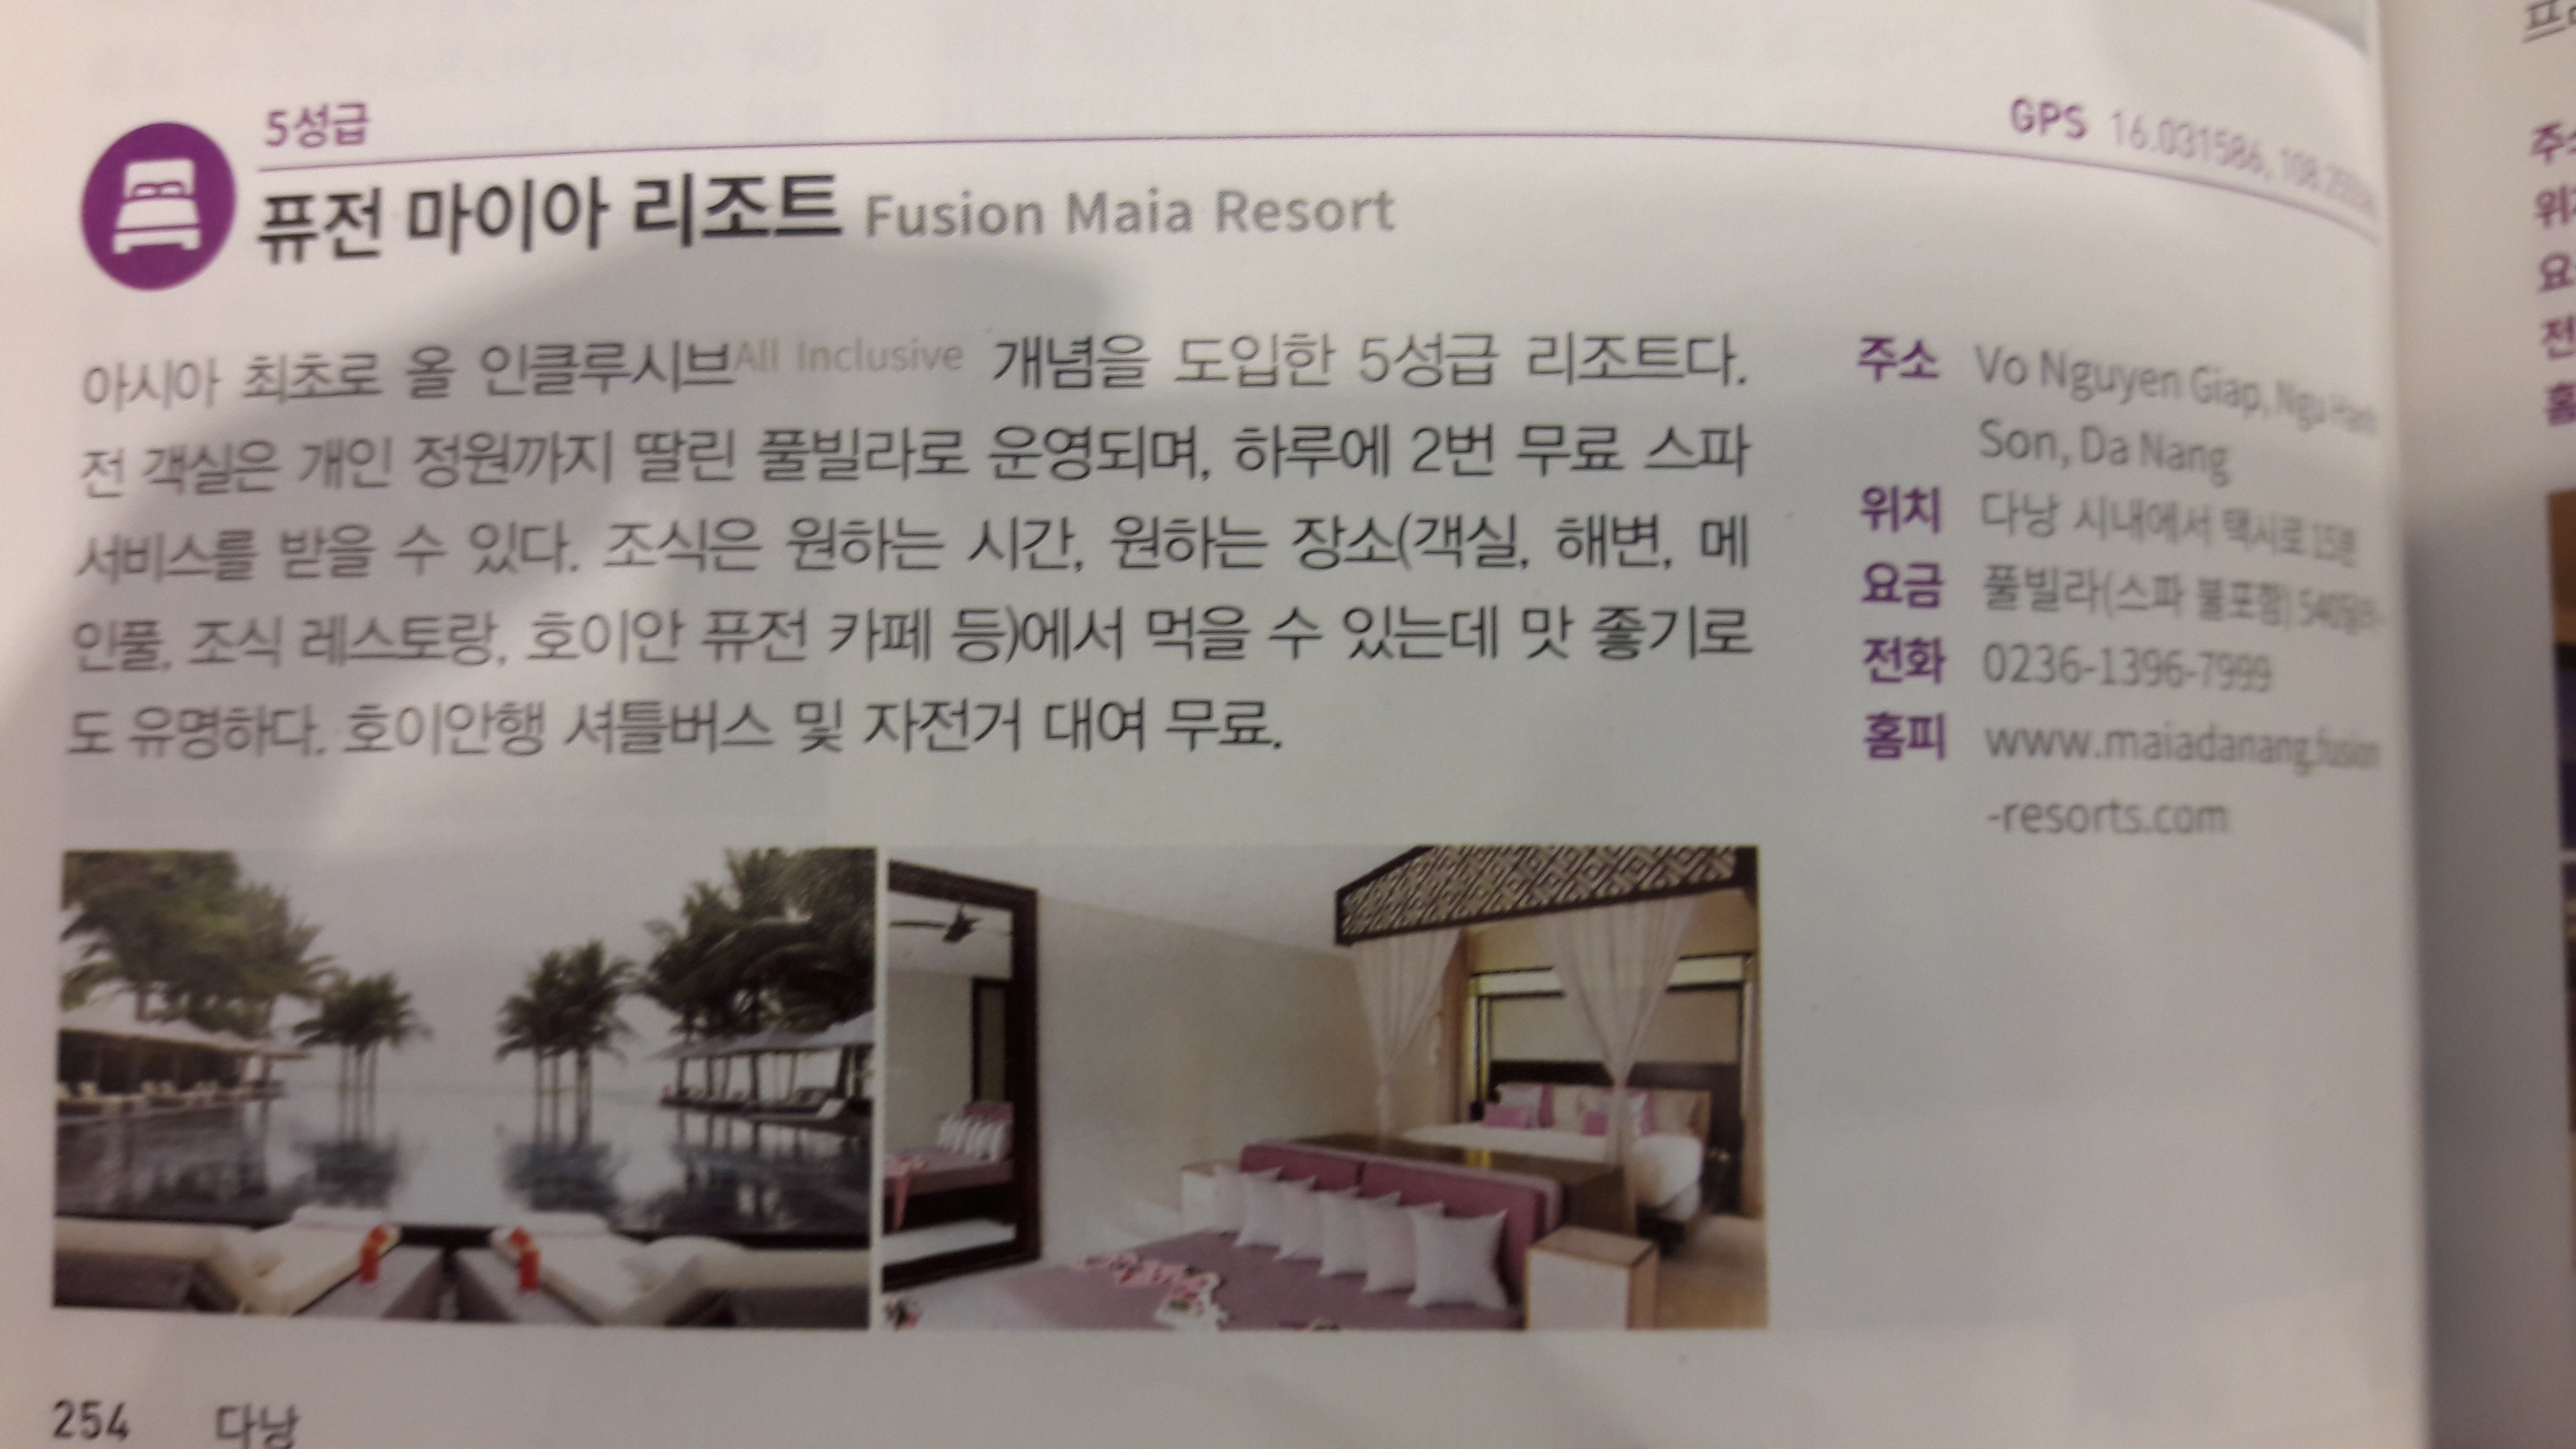 5성급
GPS 16.031586, 108
퓨전 마이아 리조트 Fusion Maia Resort
아시아 최초로 올 인클루시브All Inclusive 개념을 도입한 5성급 리조트다.
전 객실은 개인 정원까지 딸린 풀빌라로 운영되며, 하루에 2번 무료 스파
서비스를 받을 수 있다. 조식은 원하는 시간, 원하는 장소(객실, 해변, 메
인풀, 조식 레스토랑, 호이안 퓨전 카페 등)에서 먹을 수 있는데 맛 좋기로
도 유명하다. 호이안행 셔틀버스 및 자전거 대여 무료.
주소 Vo Nguyen Giap, Ngu Hanh
Son, Da Nang
위치 다낭 시내에서 택시로 15분
요금 풀빌라(스파 불포함) 540달러~
전화 0236-1396-7999
홈피 www.maiadanang.fusion
-resorts.com
254 다낭